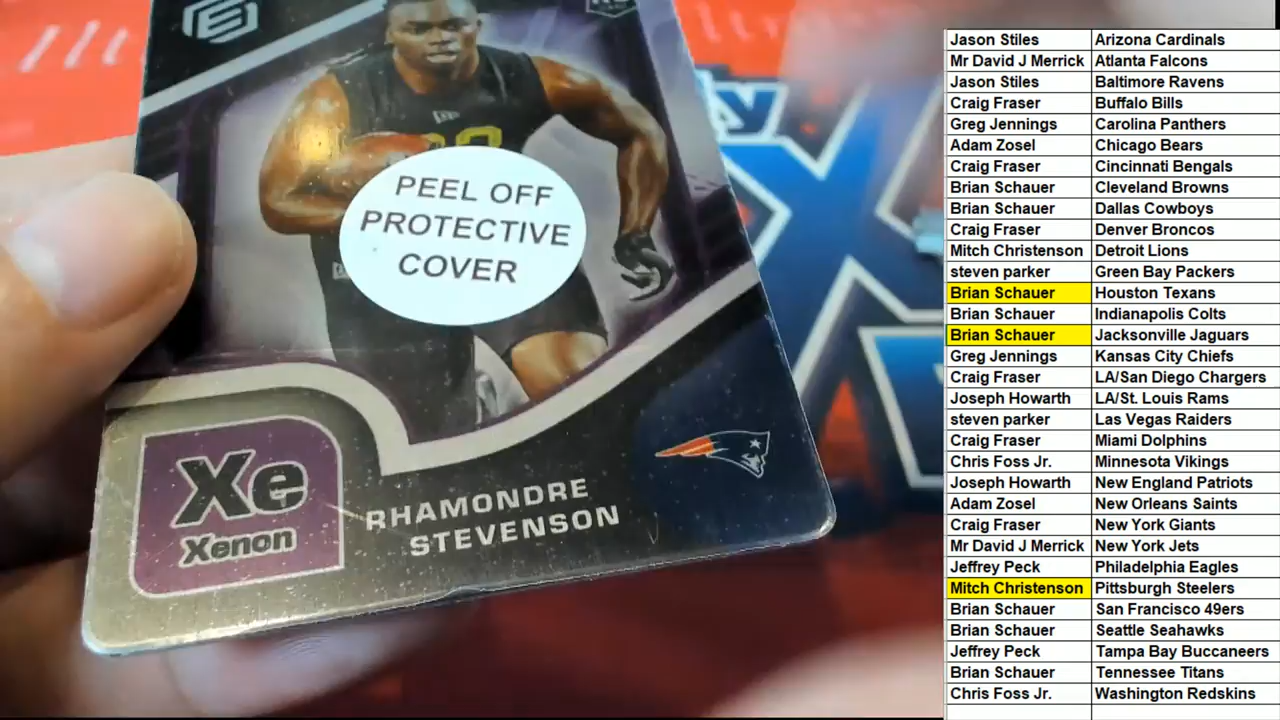 PEEL OFF
PROTECTIVE
COVER
Xe
Xenon
RHAMONDRE
STEVENSON
Jason Stiles Arizona Cardinals
Mr David J Merrick Atlanta Falcons
Jason Stiles Baltimore Ravens
Craig Fraser Buffalo Bills
Greg Jennings Carolina Panthers
Adam Zosel Chicago Bears
Craig Fraser Cincinnati Bengals
Brian Schauer Cleveland Browns
Brian Schauer Dallas Cowboys
Craig Fraser Denver Broncos
Mitch Christenson Detroit Lions
steven parker Green Bay Packers
Brian Schauer Houston Texans
Brian Schauer Indianapolis Colts
Brian Schauer Jacksonville Jaguars
Greg Jennings Kansas City Chiefs
Craig Fraser LA/San Diego Chargers
Joseph Howarth LA/St. Louis Rams
steven parker Las Vegas Raiders
Craig Fraser Miami Dolphins
Chris Foss Jr. Minnesota Vikings
Joseph Howarth New England Patriots
Adam Zosel New Orleans Saints
Craig Fraser New York Giants
Mr David J Merrick New York Jets
Jeffrey Peck Philadelphia Eagles
Mitch Christenson Pittsburgh Steelers
Brian Schauer San Francisco 49ers
Brian Schauer Seattle Seahawks
Jeffrey Peck Tampa Bay Buccaneers
Brian Schauer Tennessee Titans
Chris Foss Jr. Washington Redskins